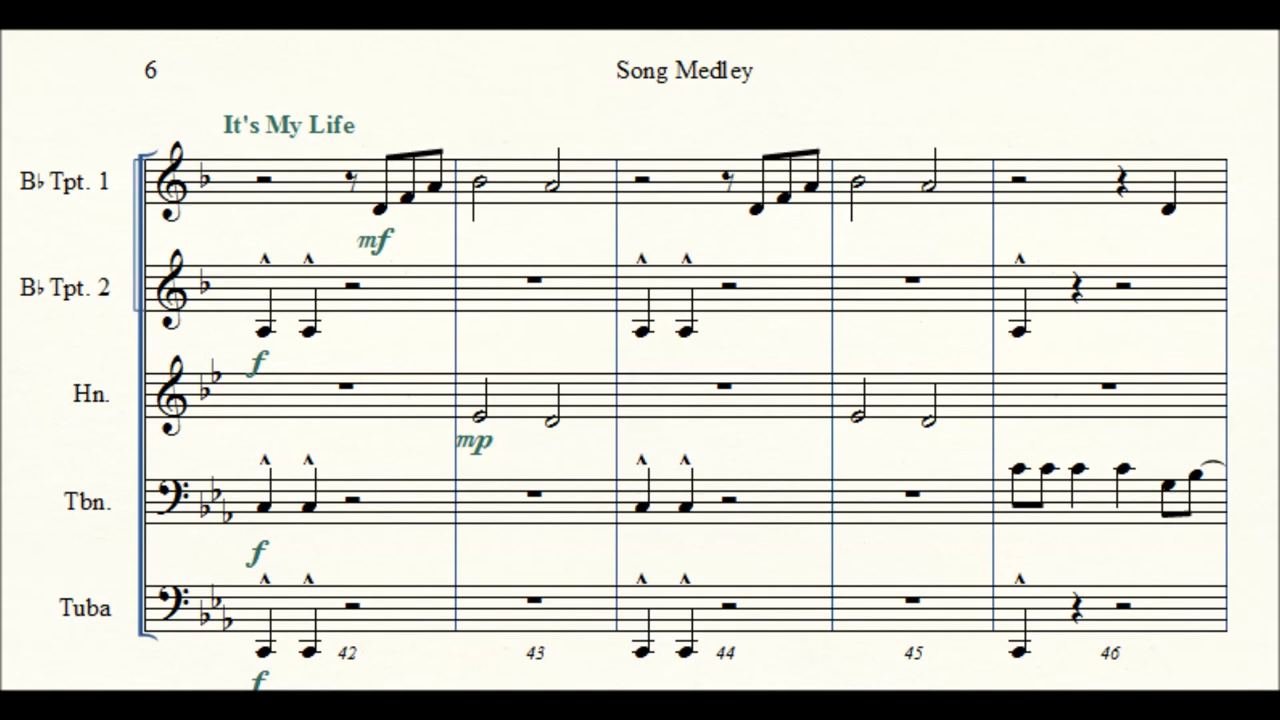 6 Song Medley
It's My Life
B♭ Tpt. 1
mf
B♭ Tpt. 2
f
Hn.
mp
Tbn.
f
Tuba
42 43 44 45 46
f